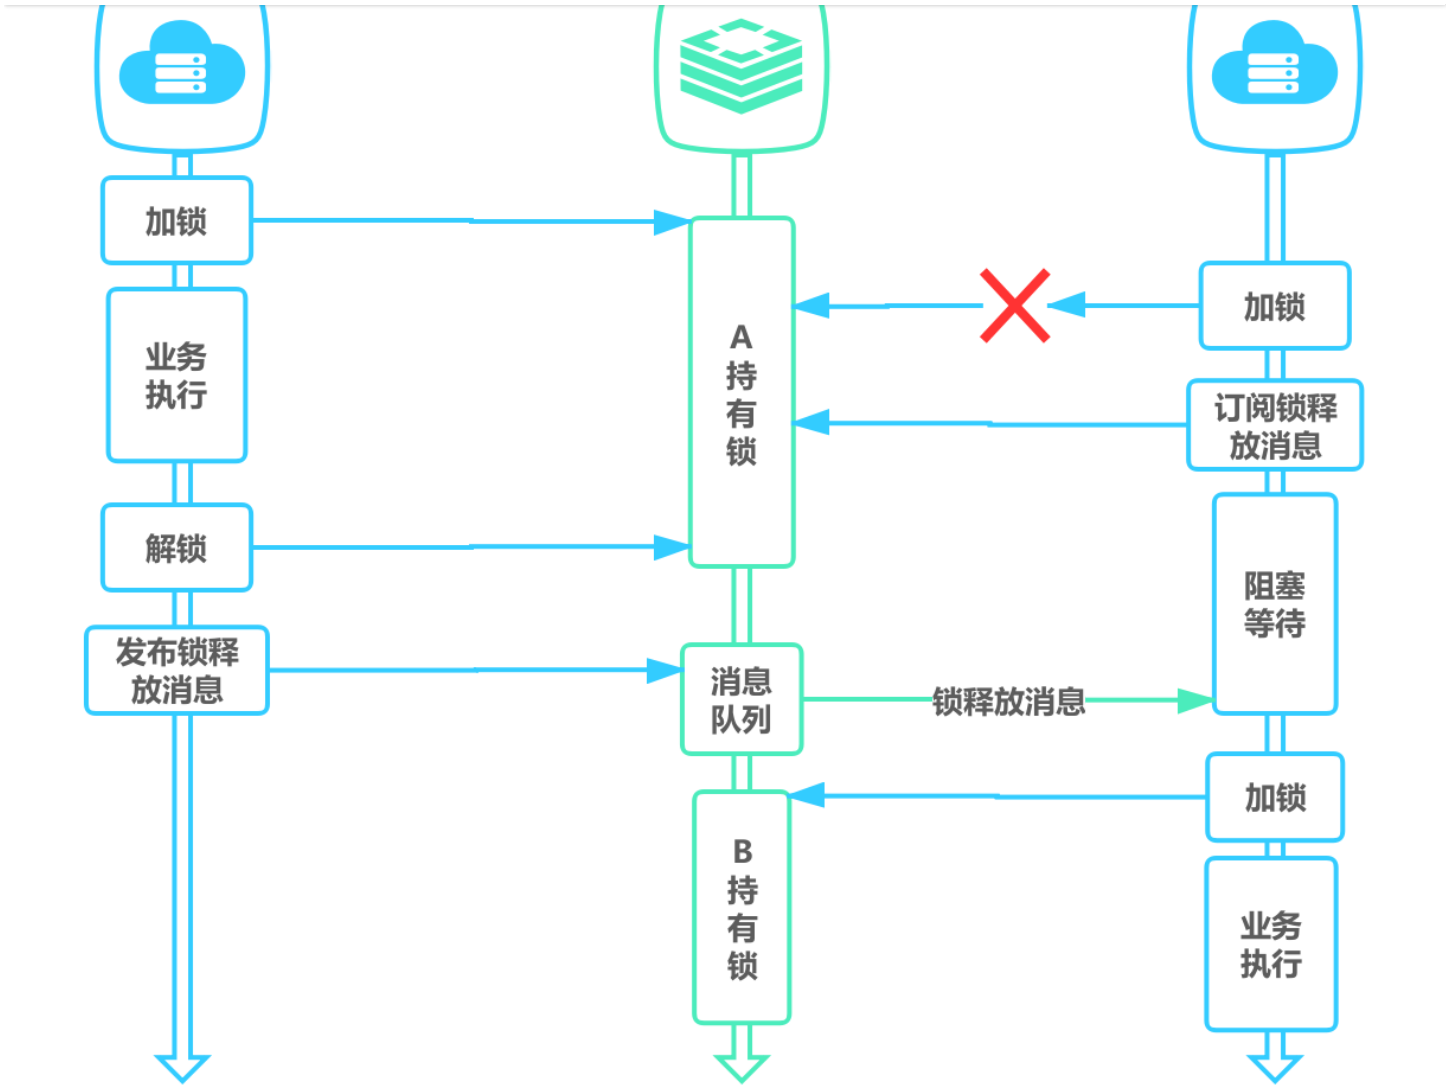 加锁
业务
执行
解锁
发布锁释
放消息
A
持
有
锁
消息
队列
锁释放消息
B
持
有
锁
加锁
订阅锁释
放消息
阻塞
等待
加锁
业务
执行